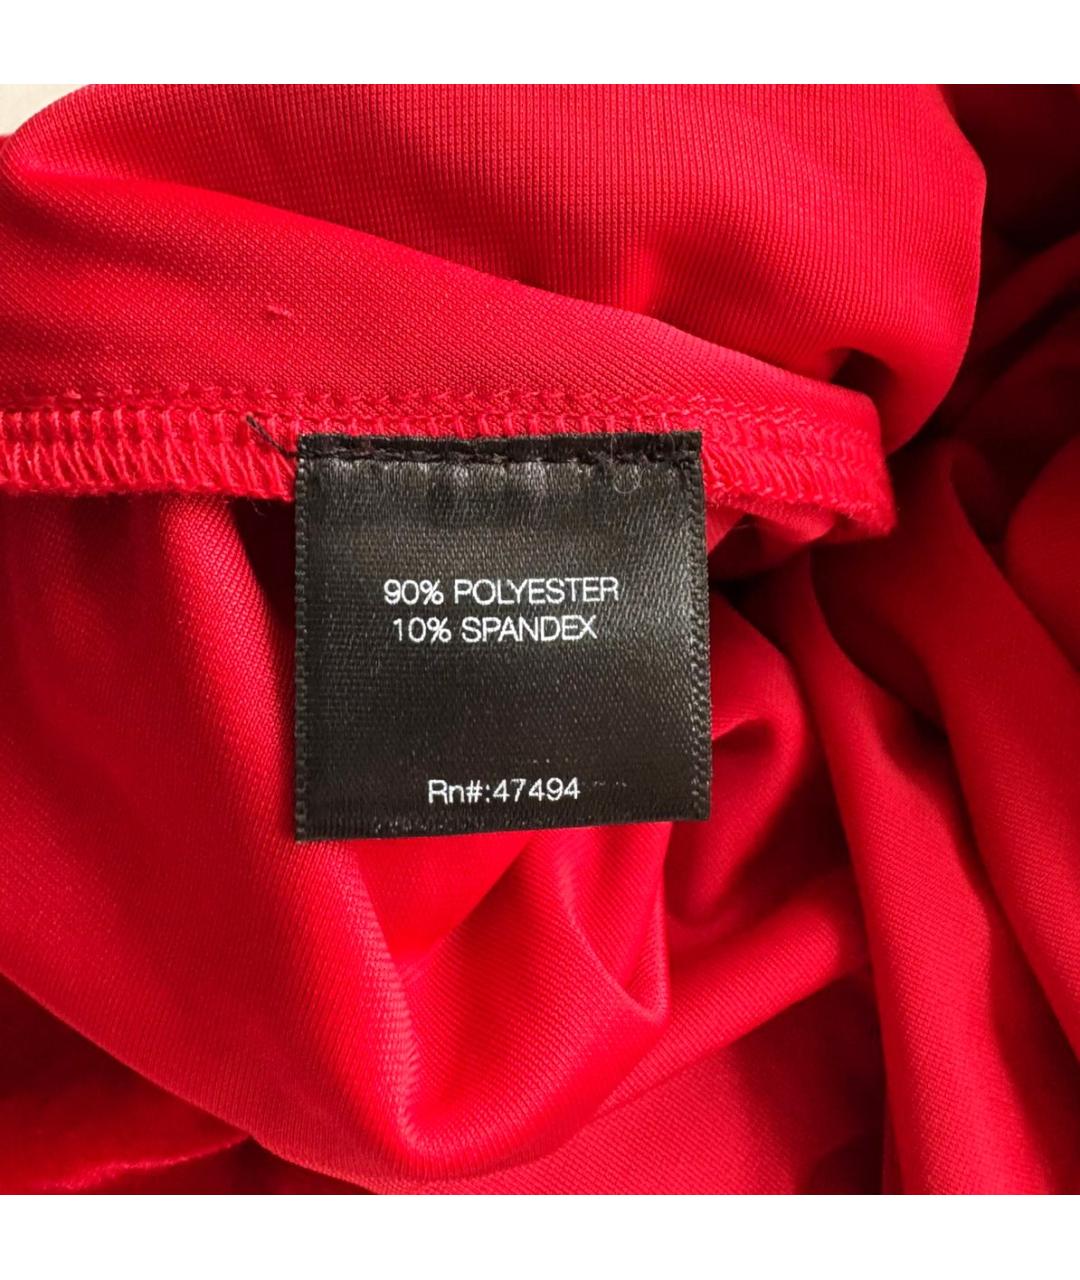 90% POLYESTER
10% SPANDEX
Rn#:47494